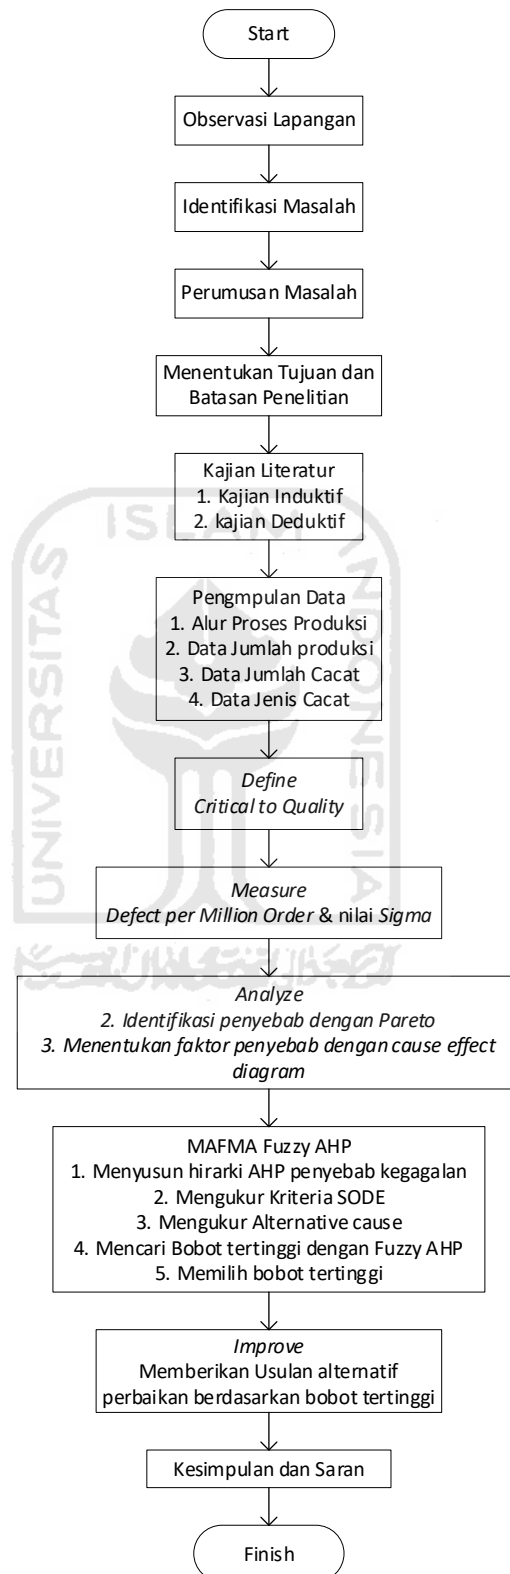 Start
Observasi Lapangan
Identifikasi Masalah
Perumusan Masalah
Menentukan Tujuan dan
Batasan Penelitian
Kajian Literatur
1. Kajian Induktif
2. kajian Deduktif
Pengmpulan Data
1. Alur Proses Produksi
2. Data Jumlah produksi
3. Data Jumlah Cacat
4. Data Jenis Cacat
Define
Critical to Quality
Measure
Defect per Million Order & nilai Sigma
Analyze
2. Identifikasi penyebab dengan Pareto
3. Menentukan faktor penyebab dengan cause effect
diagram
MAFMA Fuzzy AHP
1. Menyusun hirarki AHP penyebab kegagalan
2. Mengukur Kriteria SODE
3. Mengukur Alternative cause
4. Mencari Bobot tertinggi dengan Fuzzy AHP
5. Memilih bobot tertinggi
Improve
Memberikan Usulan alternatif
perbaikan berdasarkan bobot tertinggi
Kesimpulan dan Saran
Finish
UNIVERSITAS
ISLAM
INDONESIA